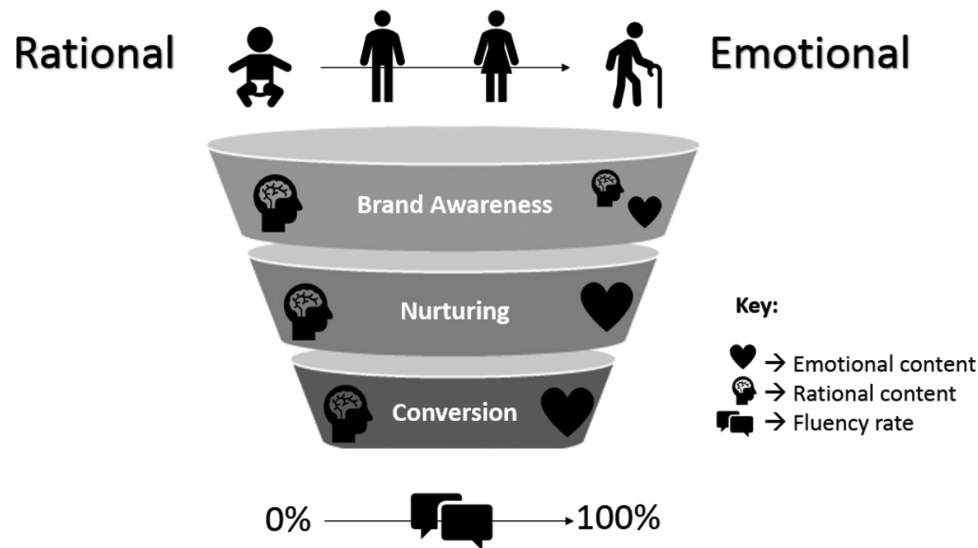 Rational
Emotional
Brand Awareness
Nurturing
Conversion
Key:
→ Emotional content
→ Rational content
→ Fluency rate
0%
100%